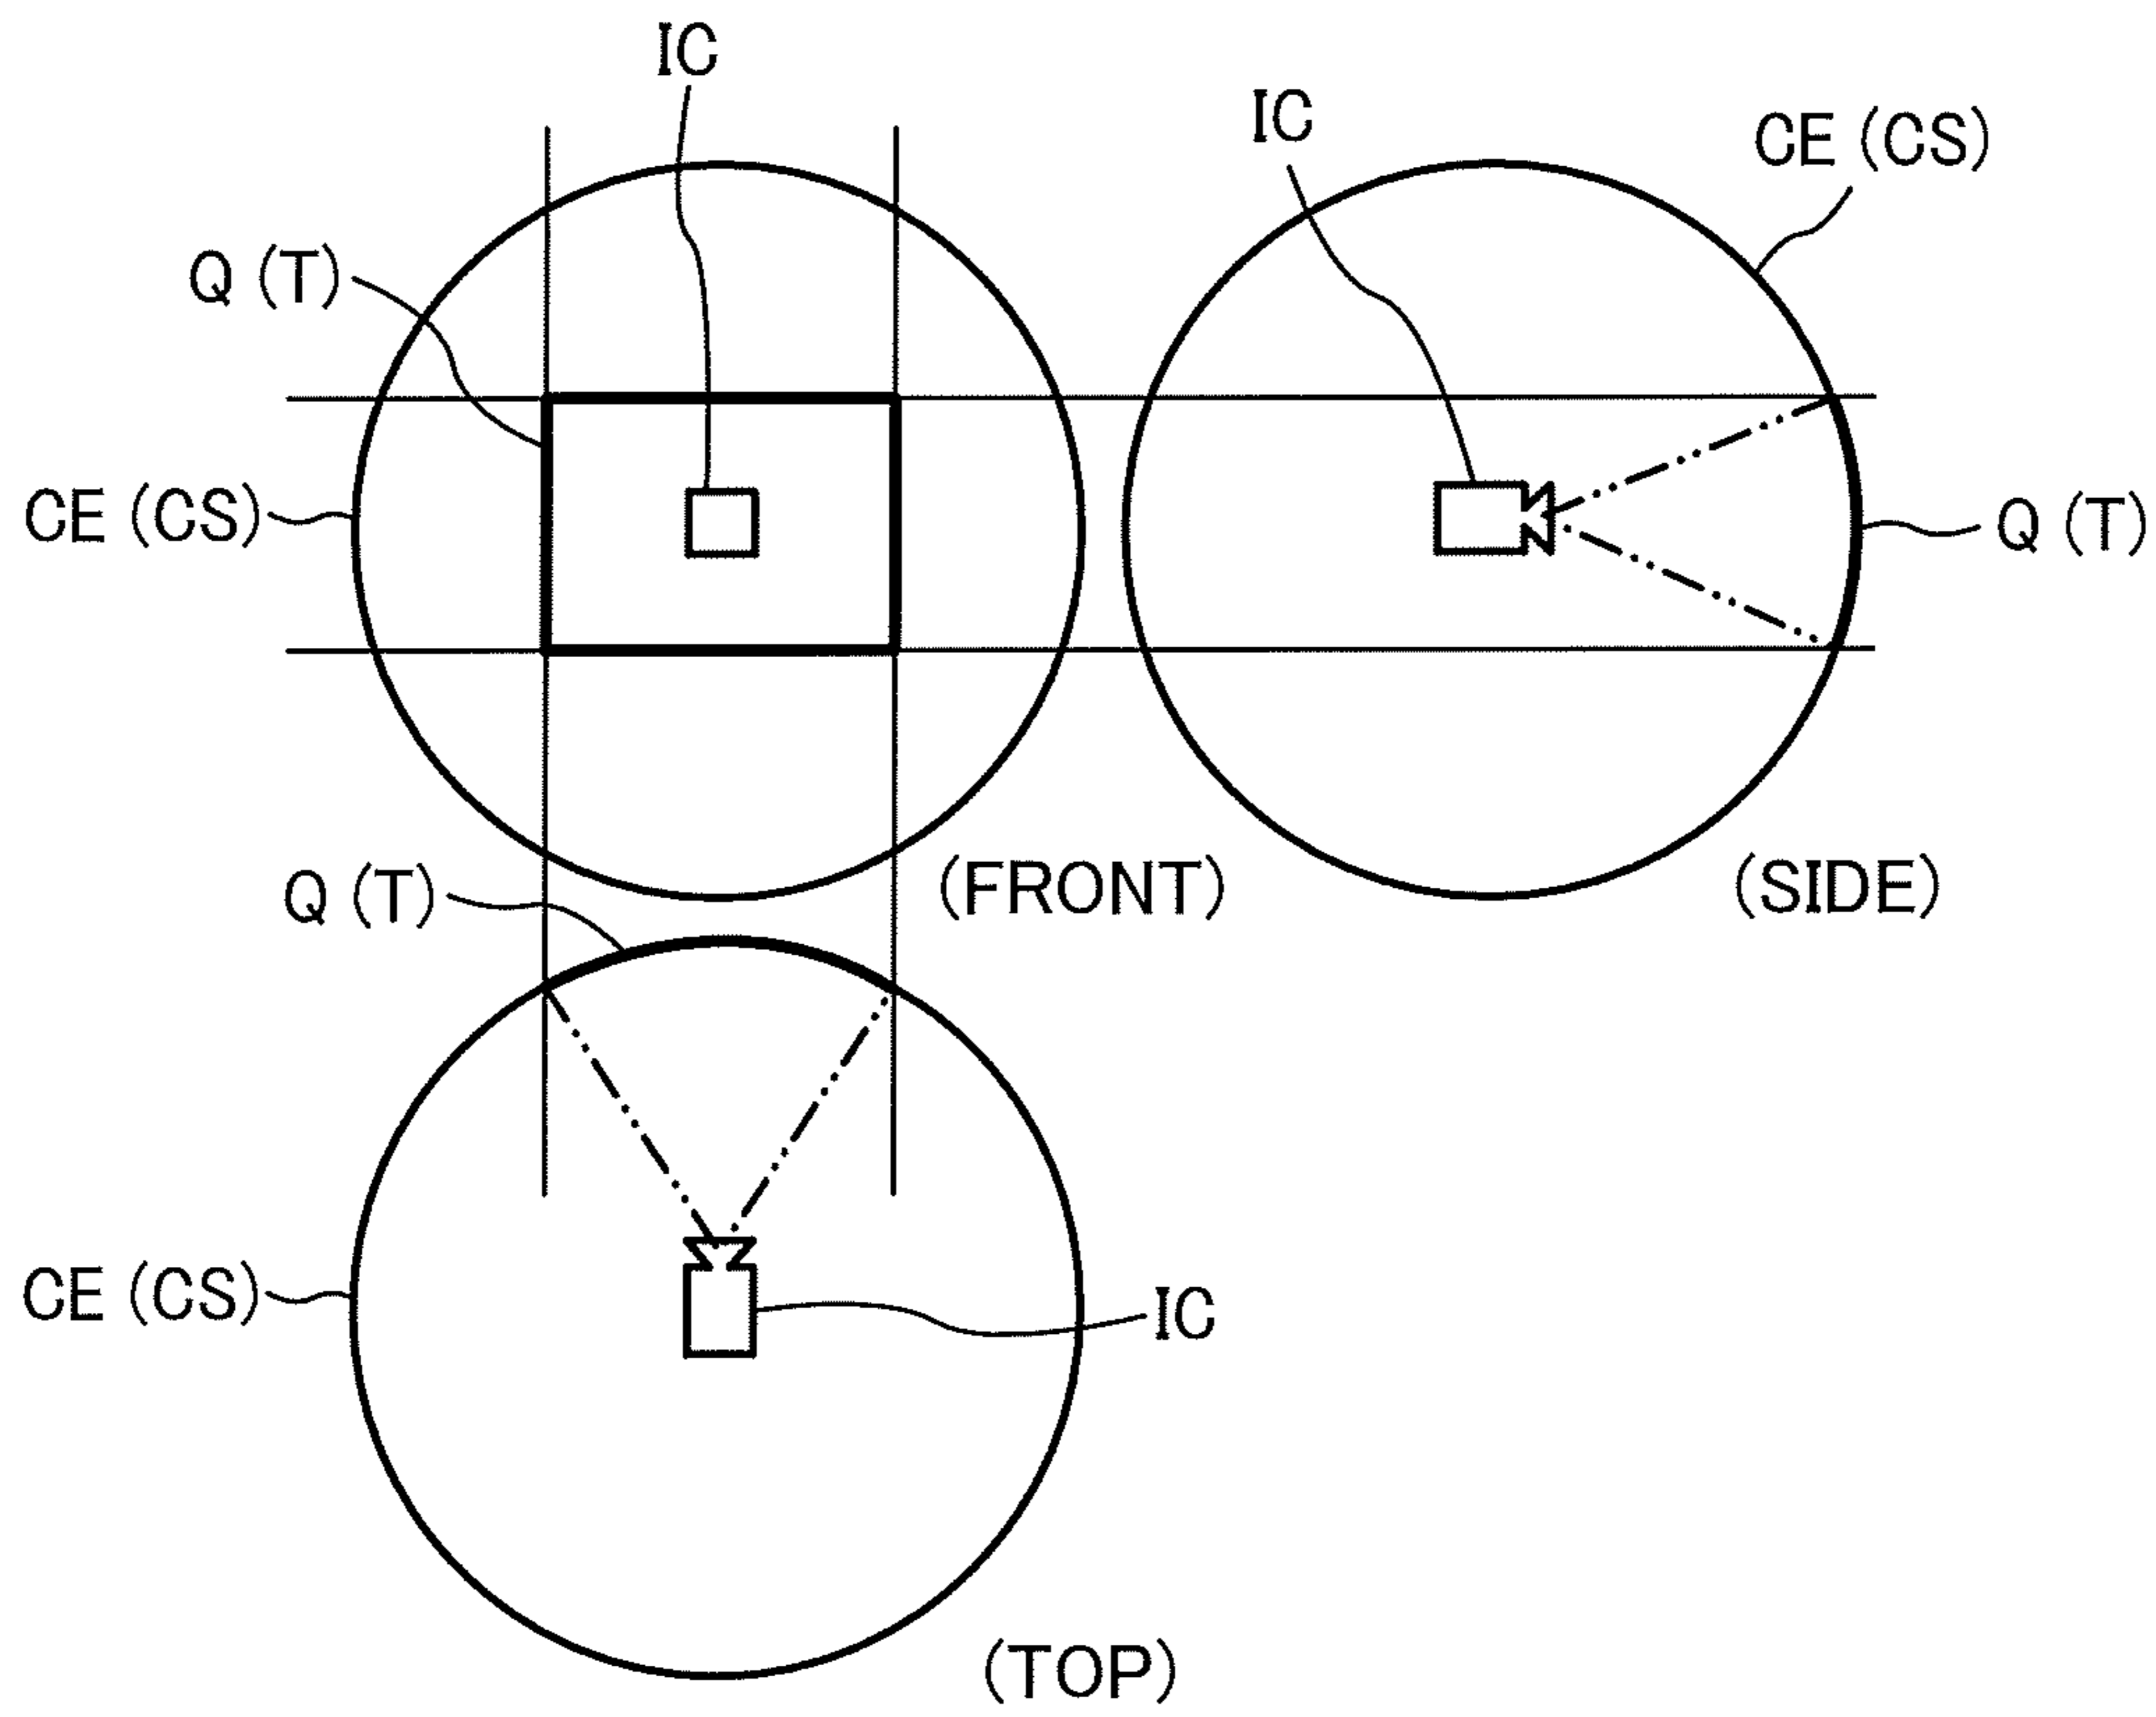 IC
IC
CE (CS)
Q (T)
CE (CS)
Q (T)
Q (T)
(FRONT)
(SIDE)
CE (CS)
IC
(TOP)